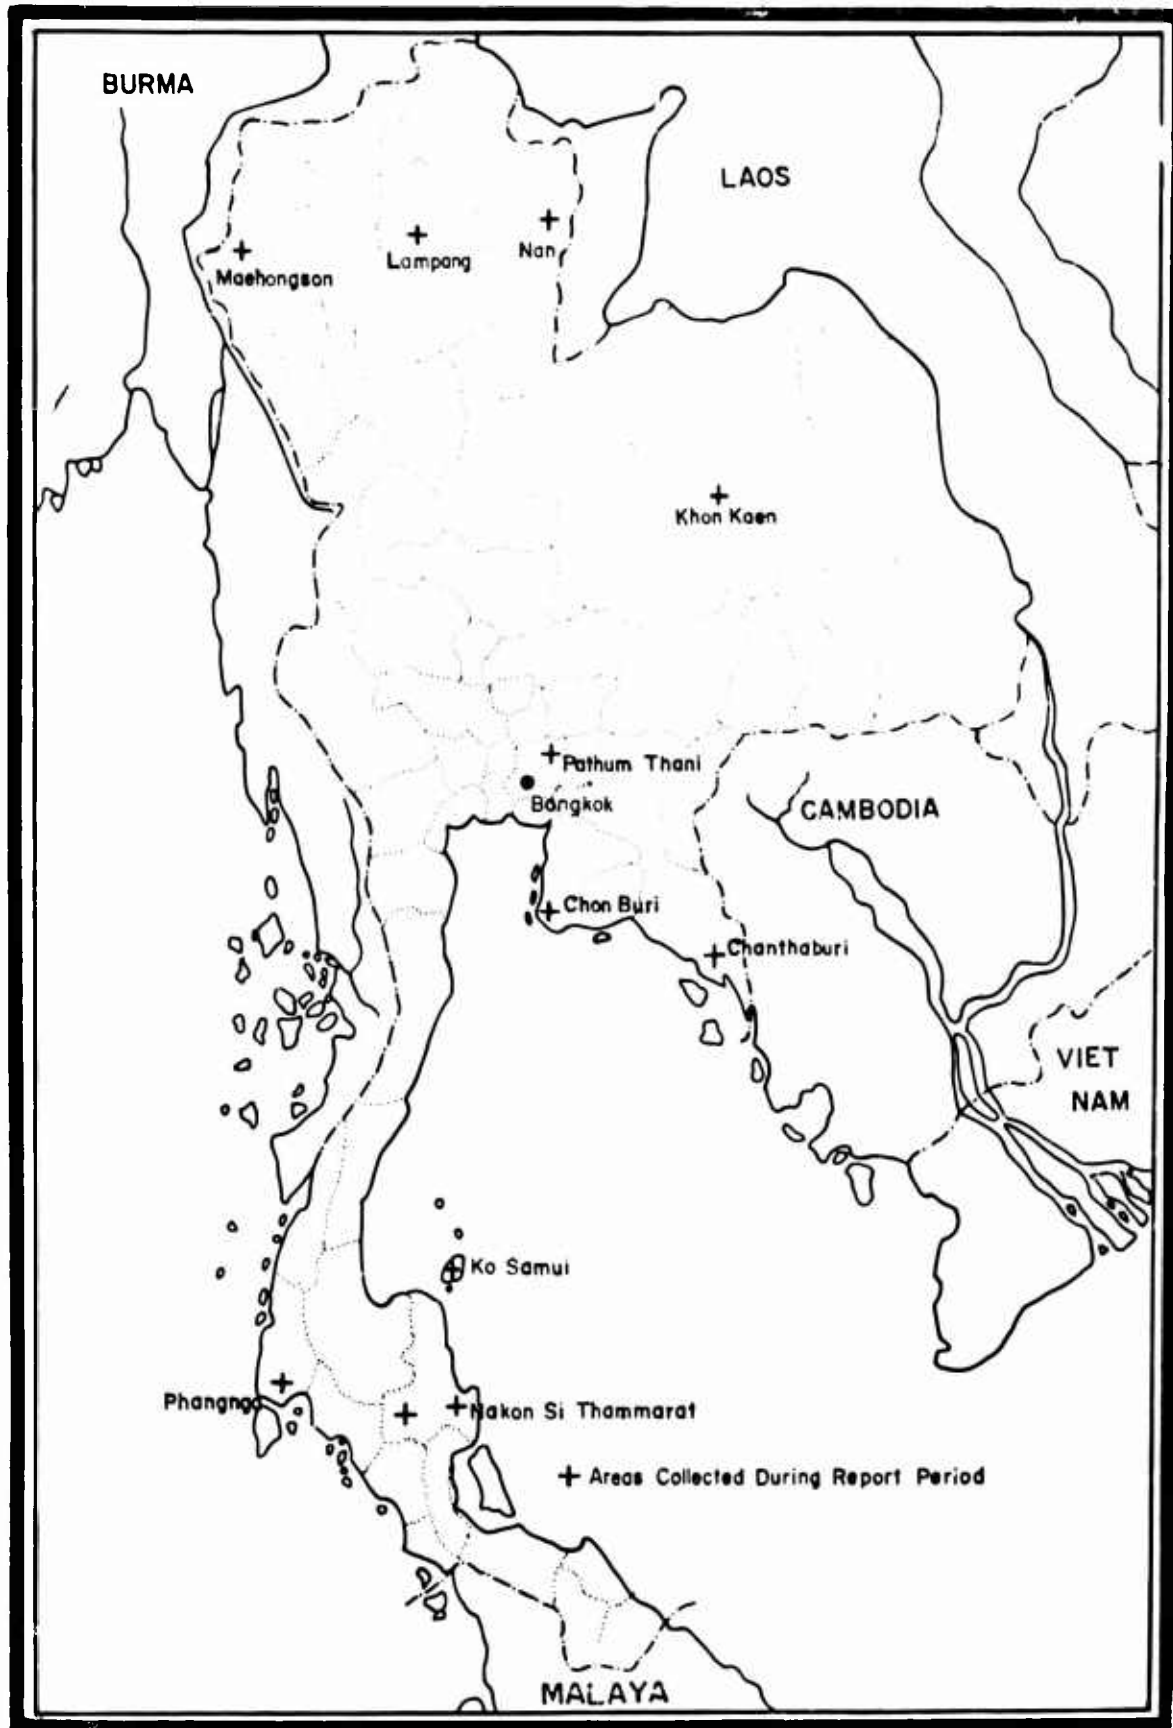 BURMA
LAOS
Nan
Lampang
Maehongson
Khon Kaen
Pathum Thani
Bangkok
CAMBODIA
Chon Buri
Chanthaburi
VIET
NAM
Ko Samui
Phangnga
Nakon Si Thammarat
+ Areas Collected During Report Period
MALAYA